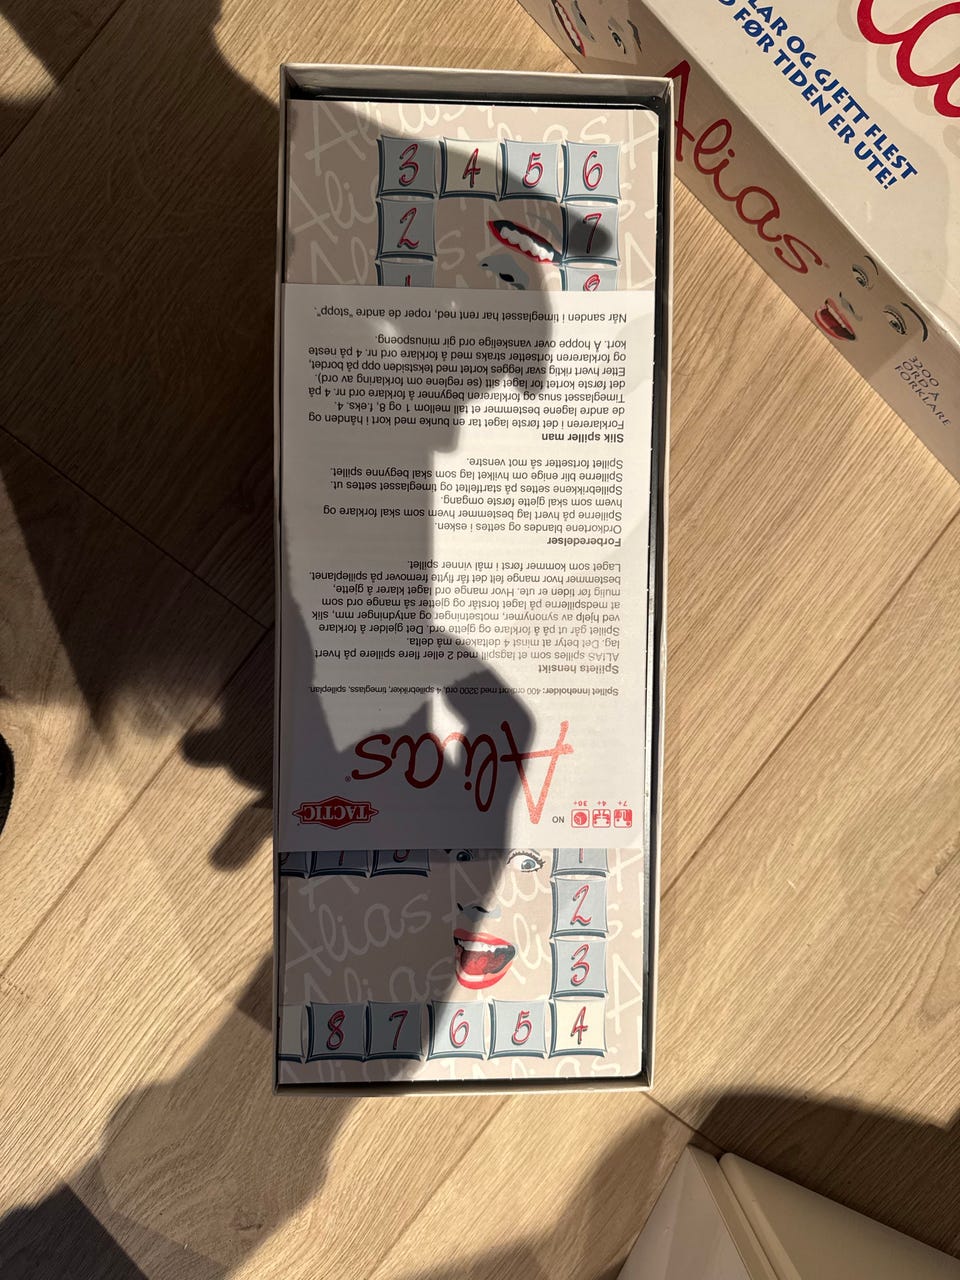 TACTIC
NO
7+
4+
30+
Alias®
Spillet inneholder: 400 ordkort med 3200 ord, 4 spillebrikker, timeglass, spilleplan.
Spillets hensikt
ALIAS spilles som et lagspill med 2 eller flere spillere på hvert
lag. Det betyr at minst 4 deltakere må delta.
Spillet går ut på å forklare og gjette ord. Det gjelder å forklare
ved hjelp av synonymer, motsetninger og antydninger mm, slik
at medspillerne på laget forstår og gjetter så mange ord som
mulig før tiden er ute. Hvor mange ord laget klarer å gjette,
bestemmer hvor mange felt det får flytte fremover på spilleplanet.
Laget som kommer først i mål vinner spillet.
Forberedelser
Ordkortene blandes og settes i esken.
Spillerne på hvert lag bestemmer hvem som skal forklare og
hvem som skal gjette første omgang.
Spillebrikkene settes på startfeltet og timeglasset settes ut.
Spillerne blir enige om hvilket lag som skal begynne spillet.
Spillet fortsetter så mot venstre.
Slik spiller man
Forklareren i det første laget tar en bunke med kort i hånden og
de andre lagene bestemmer et tall mellom 1 og 8, f.eks. 4.
Timeglasset snus og forklareren begynner å forklare ord nr. 4 på
det første kortet for laget sitt (se reglene om forklaring av ord).
Etter hvert riktig svar legges kortet med tekstsiden opp på bordet,
og forklareren fortsetter straks med å forklare ord nr. 4 på neste
kort. Å hoppe over vanskelige ord gir minuspoeng.
Når sanden i timeglasset har rent ned, roper de andre "stopp".
3 4 5 6
2 7
1 8
1
2
3
8 7 6 5 4
Alias
LAR OG GJETT FLEST
FØR TIDEN ER UTE!
Alias
3200
ORD Å
FORKLARE